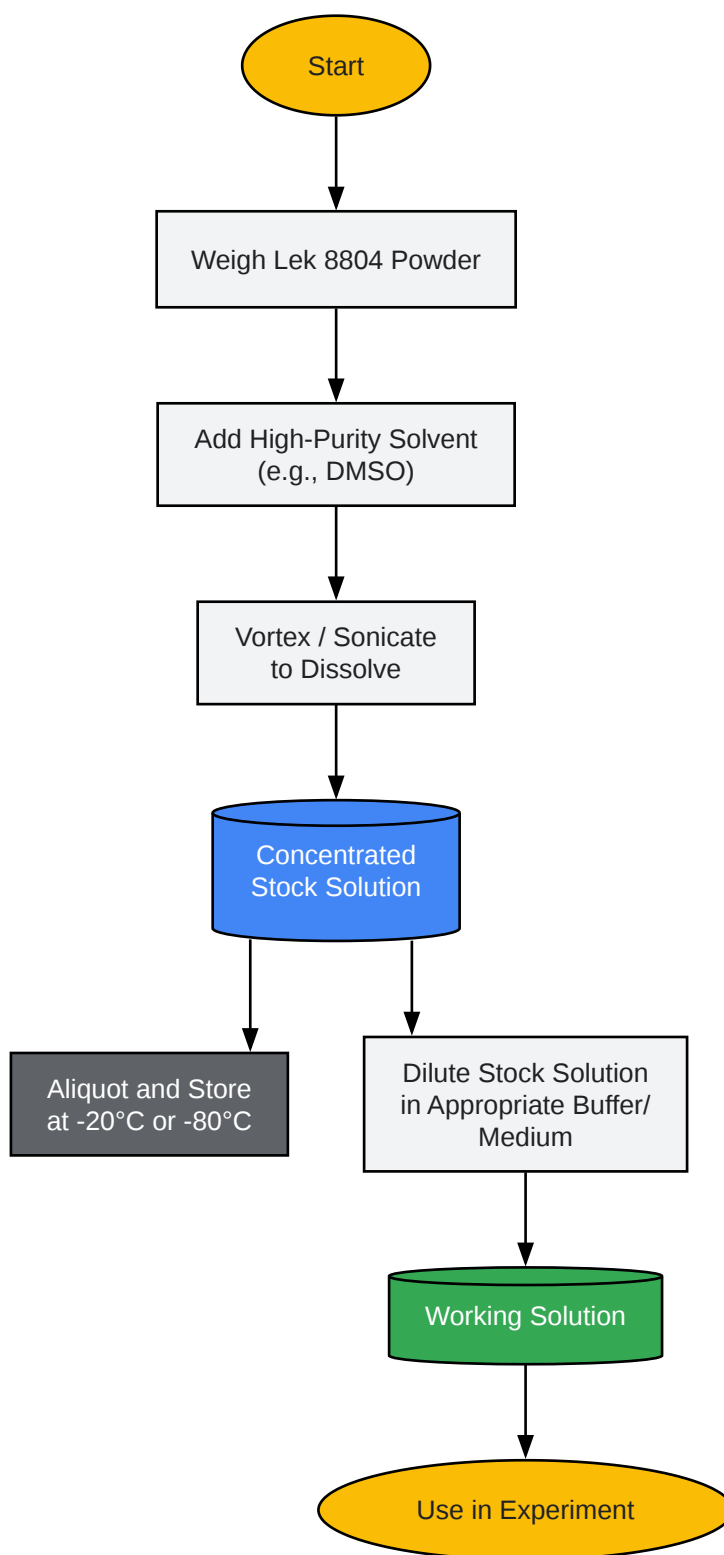 Start
Weigh Lek 8804 Powder
Add High-Purity Solvent
(e.g., DMSO)
Vortex / Sonicate
to Dissolve
Concentrated
Stock Solution
Aliquot and Store
at -20°C or -80°C
Dilute Stock Solution
in Appropriate Buffer/
Medium
Working Solution
Use in Experiment